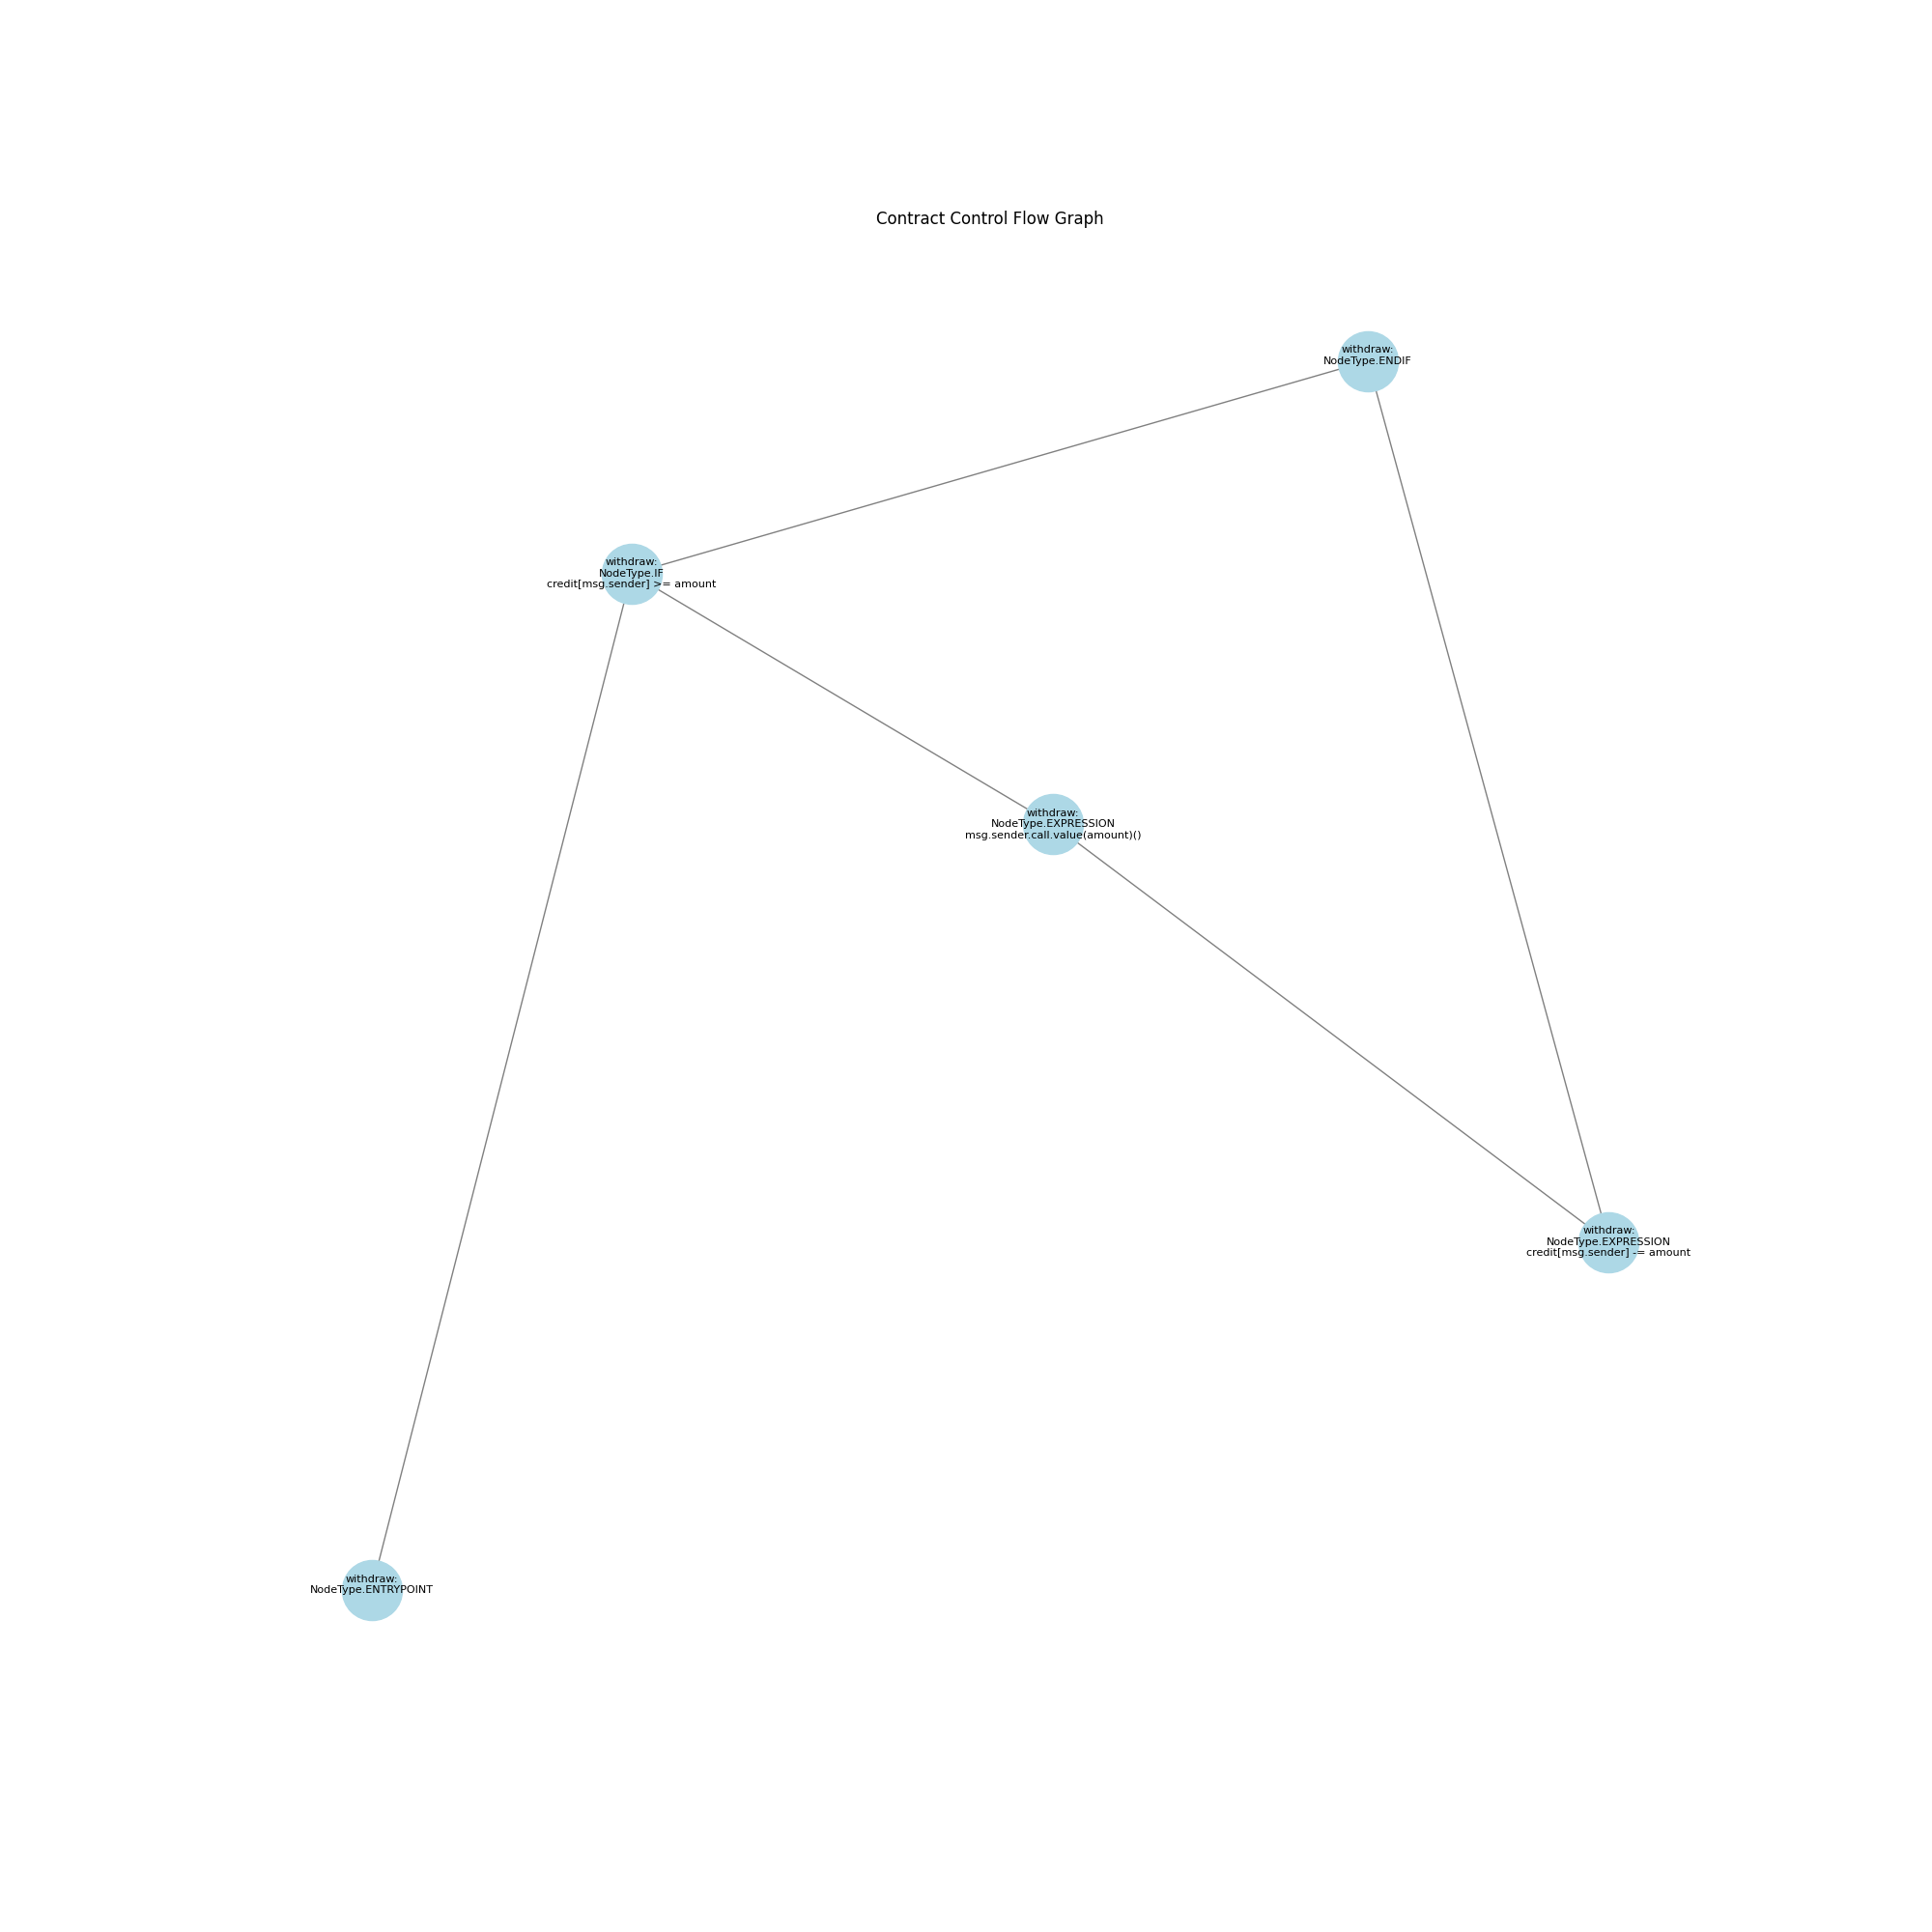 Contract Control Flow Graph
withdraw:
NodeType.ENDIF
withdraw:
NodeType.IF
credit[msg.sender] >= amount
withdraw:
NodeType.EXPRESSION
msg.sender.call.value(amount)()
withdraw:
NodeType.EXPRESSION
credit[msg.sender] -= amount
withdraw:
NodeType.ENTRYPOINT